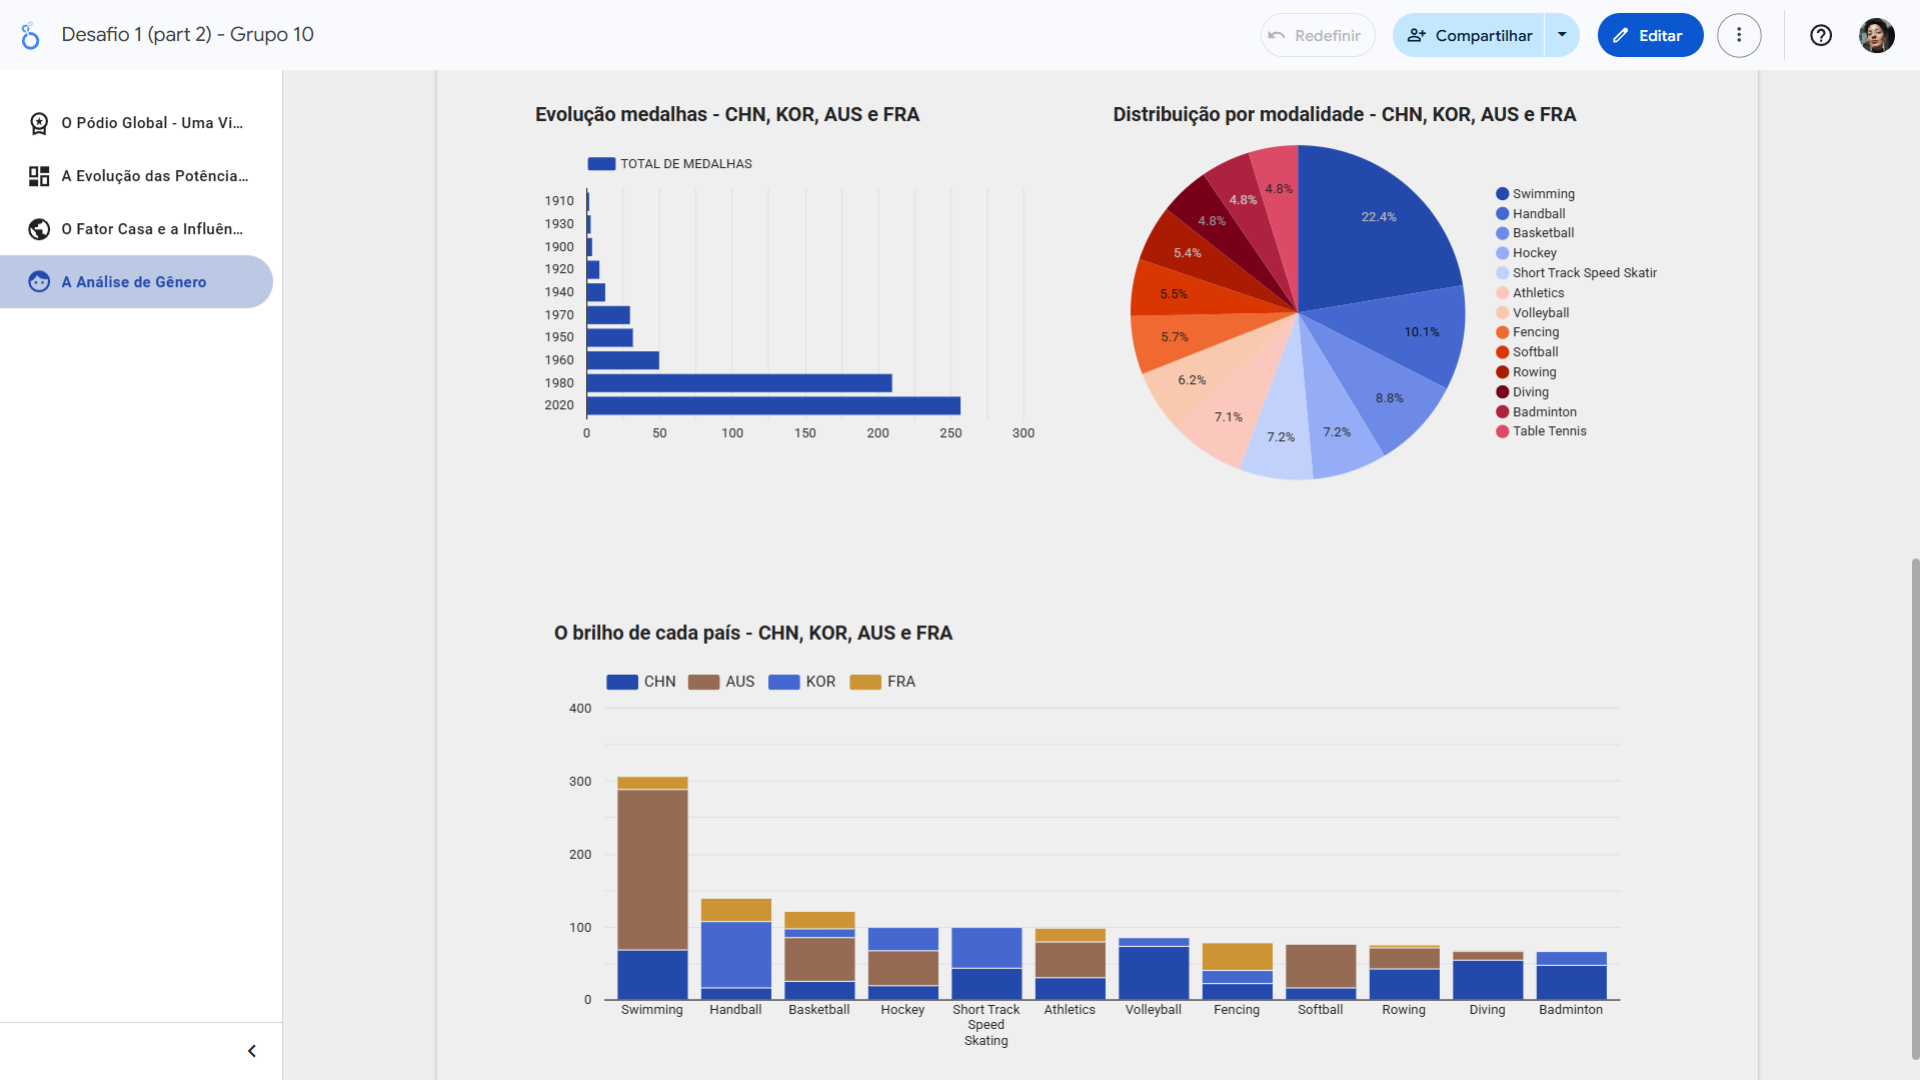 Desafio 1 (part 2) - Grupo 10
Redefinir
Compartilhar
Editar
O Pódio Global - Uma Vi...
A Evolução das Potência...
O Fator Casa e a Influên...
A Análise de Gênero
Evolução medalhas - CHN, KOR, AUS e FRA
TOTAL DE MEDALHAS
1910
1930
1900
1920
1940
1970
1950
1960
1980
2020
0 50 100 150 200 250 300
Distribuição por modalidade - CHN, KOR, AUS e FRA
22.4%
10.1%
8.8%
7.2%
7.2%
7.1%
6.2%
5.7%
5.5%
5.4%
4.8%
4.8%
4.8%
Swimming
Handball
Basketball
Hockey
Short Track Speed Skatir
Athletics
Volleyball
Fencing
Softball
Rowing
Diving
Badminton
Table Tennis
O brilho de cada país - CHN, KOR, AUS e FRA
CHN AUS KOR FRA
400
300
200
100
0
Swimming Handball Basketball Hockey Short Track Speed Skating Athletics Volleyball Fencing Softball Rowing Diving Badminton